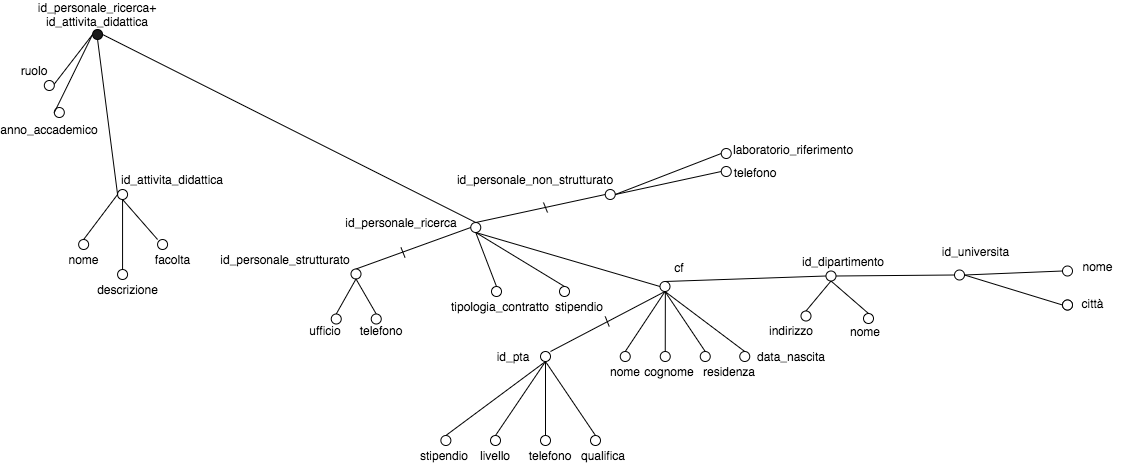 id_personale_ricerca+
id_attivita_didattica
ruolo
anno_accademico
laboratorio_riferimento
telefono
id_attivita_didattica
id_personale_non_strutturato
id_personale_ricerca
nome
facolta
descrizione
id_personale_strutturato
cf
id_dipartimento
id_universita
nome
città
tipologia_contratto
stipendio
ufficio
telefono
indirizzo
nome
id_pta
nome
cognome
residenza
data_nascita
stipendio
livello
telefono
qualifica